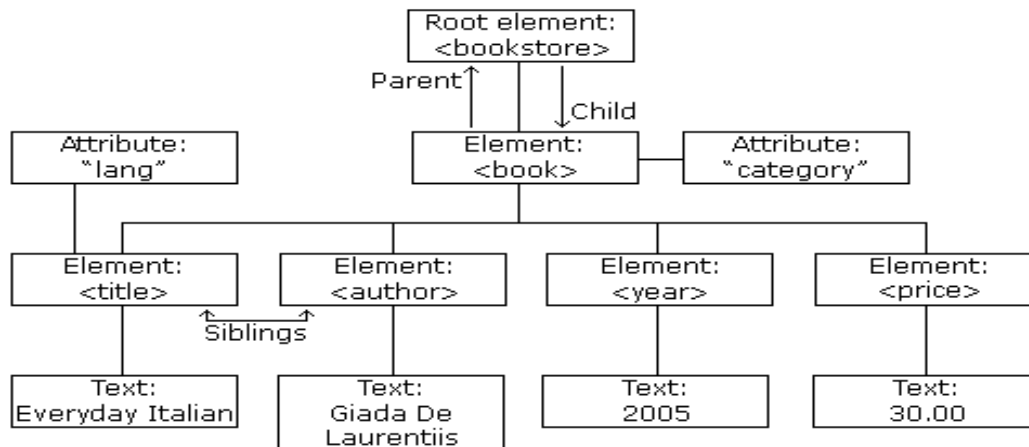 Root element:
<bookstore>
Parent
Child
Attribute:
“lang”
Element:
<book>
Attribute:
“category”
Element:
<title>
Element:
<author>
Element:
<year>
Element:
<price>
Siblings
Text:
Everyday Italian
Text:
Giada De
Laurentiis
Text:
2005
Text:
30.00